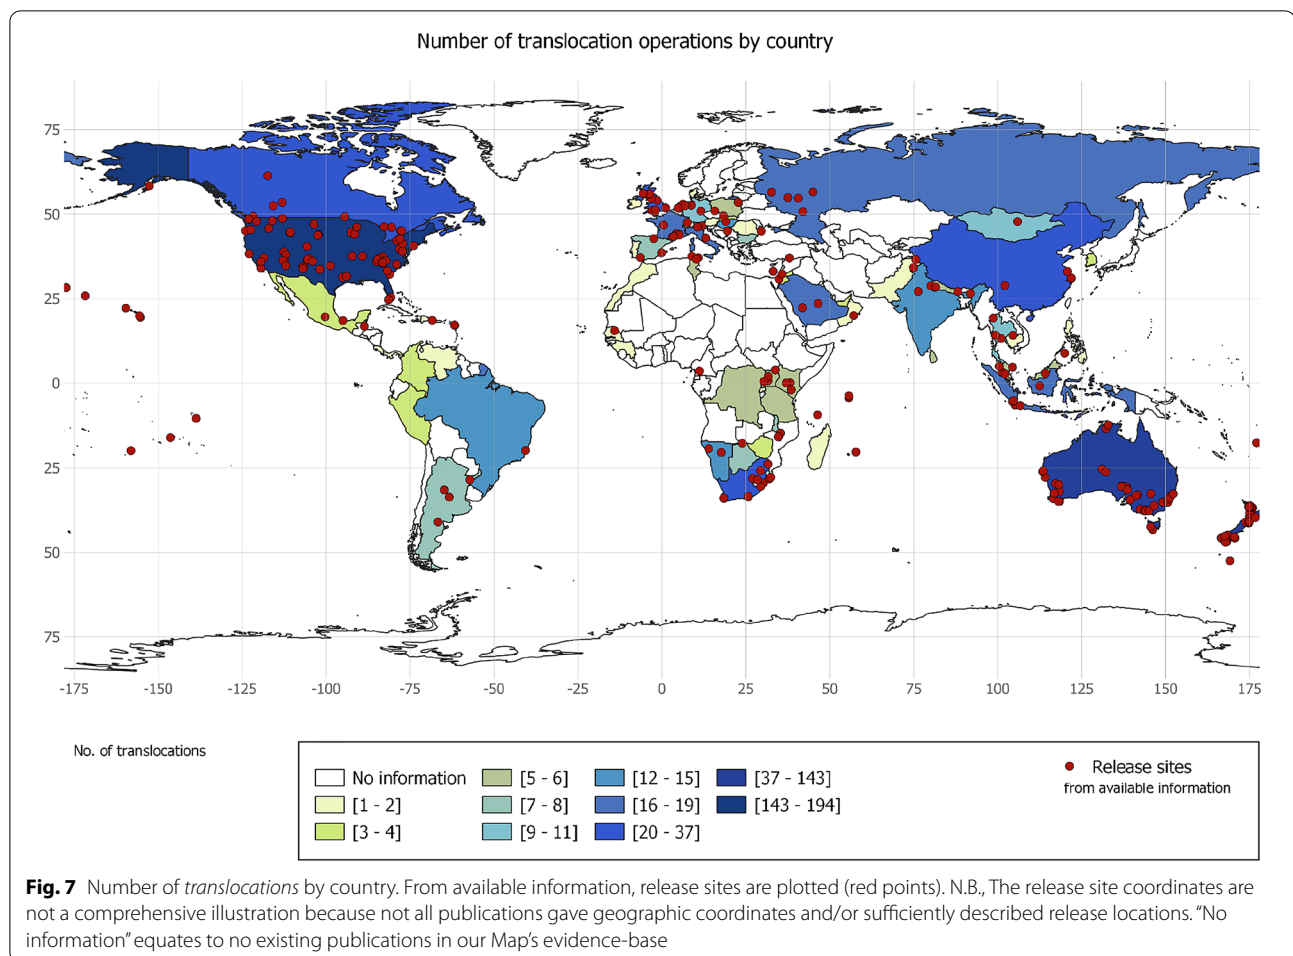 Number of translocation operations by country
75
50
25
0
25
50
75
-175 -150 -125 -100 -75 -50 -25 0 25 50 75 100 125 150 175
No. of translocations
No information [5 - 6] [12 - 15] [37 - 143]
[1 - 2] [7 - 8] [16 - 19] [143 - 194]
[3 - 4] [9 - 11] [20 - 37]
Release sites
from available information
Fig. 7 Number of translocations by country. From available information, release sites are plotted (red points). N.B., The release site coordinates are
not a comprehensive illustration because not all publications gave geographic coordinates and/or sufficiently described release locations. “No
information” equates to no existing publications in our Map’s evidence-base